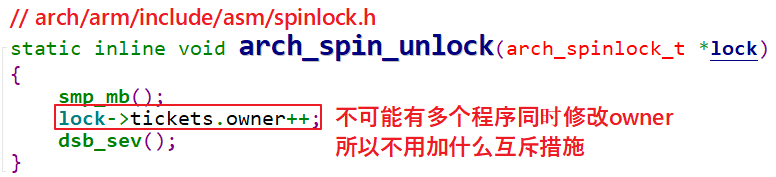 // arch/arm/include/asm/spinlock.h
static inline void arch_spin_unlock(arch_spinlock_t *lock)
{
smp_mb();
lock->tickets.owner++; 不可能有多个程序同时修改owner
所以不用加什么互斥措施
dsb_sev();
}